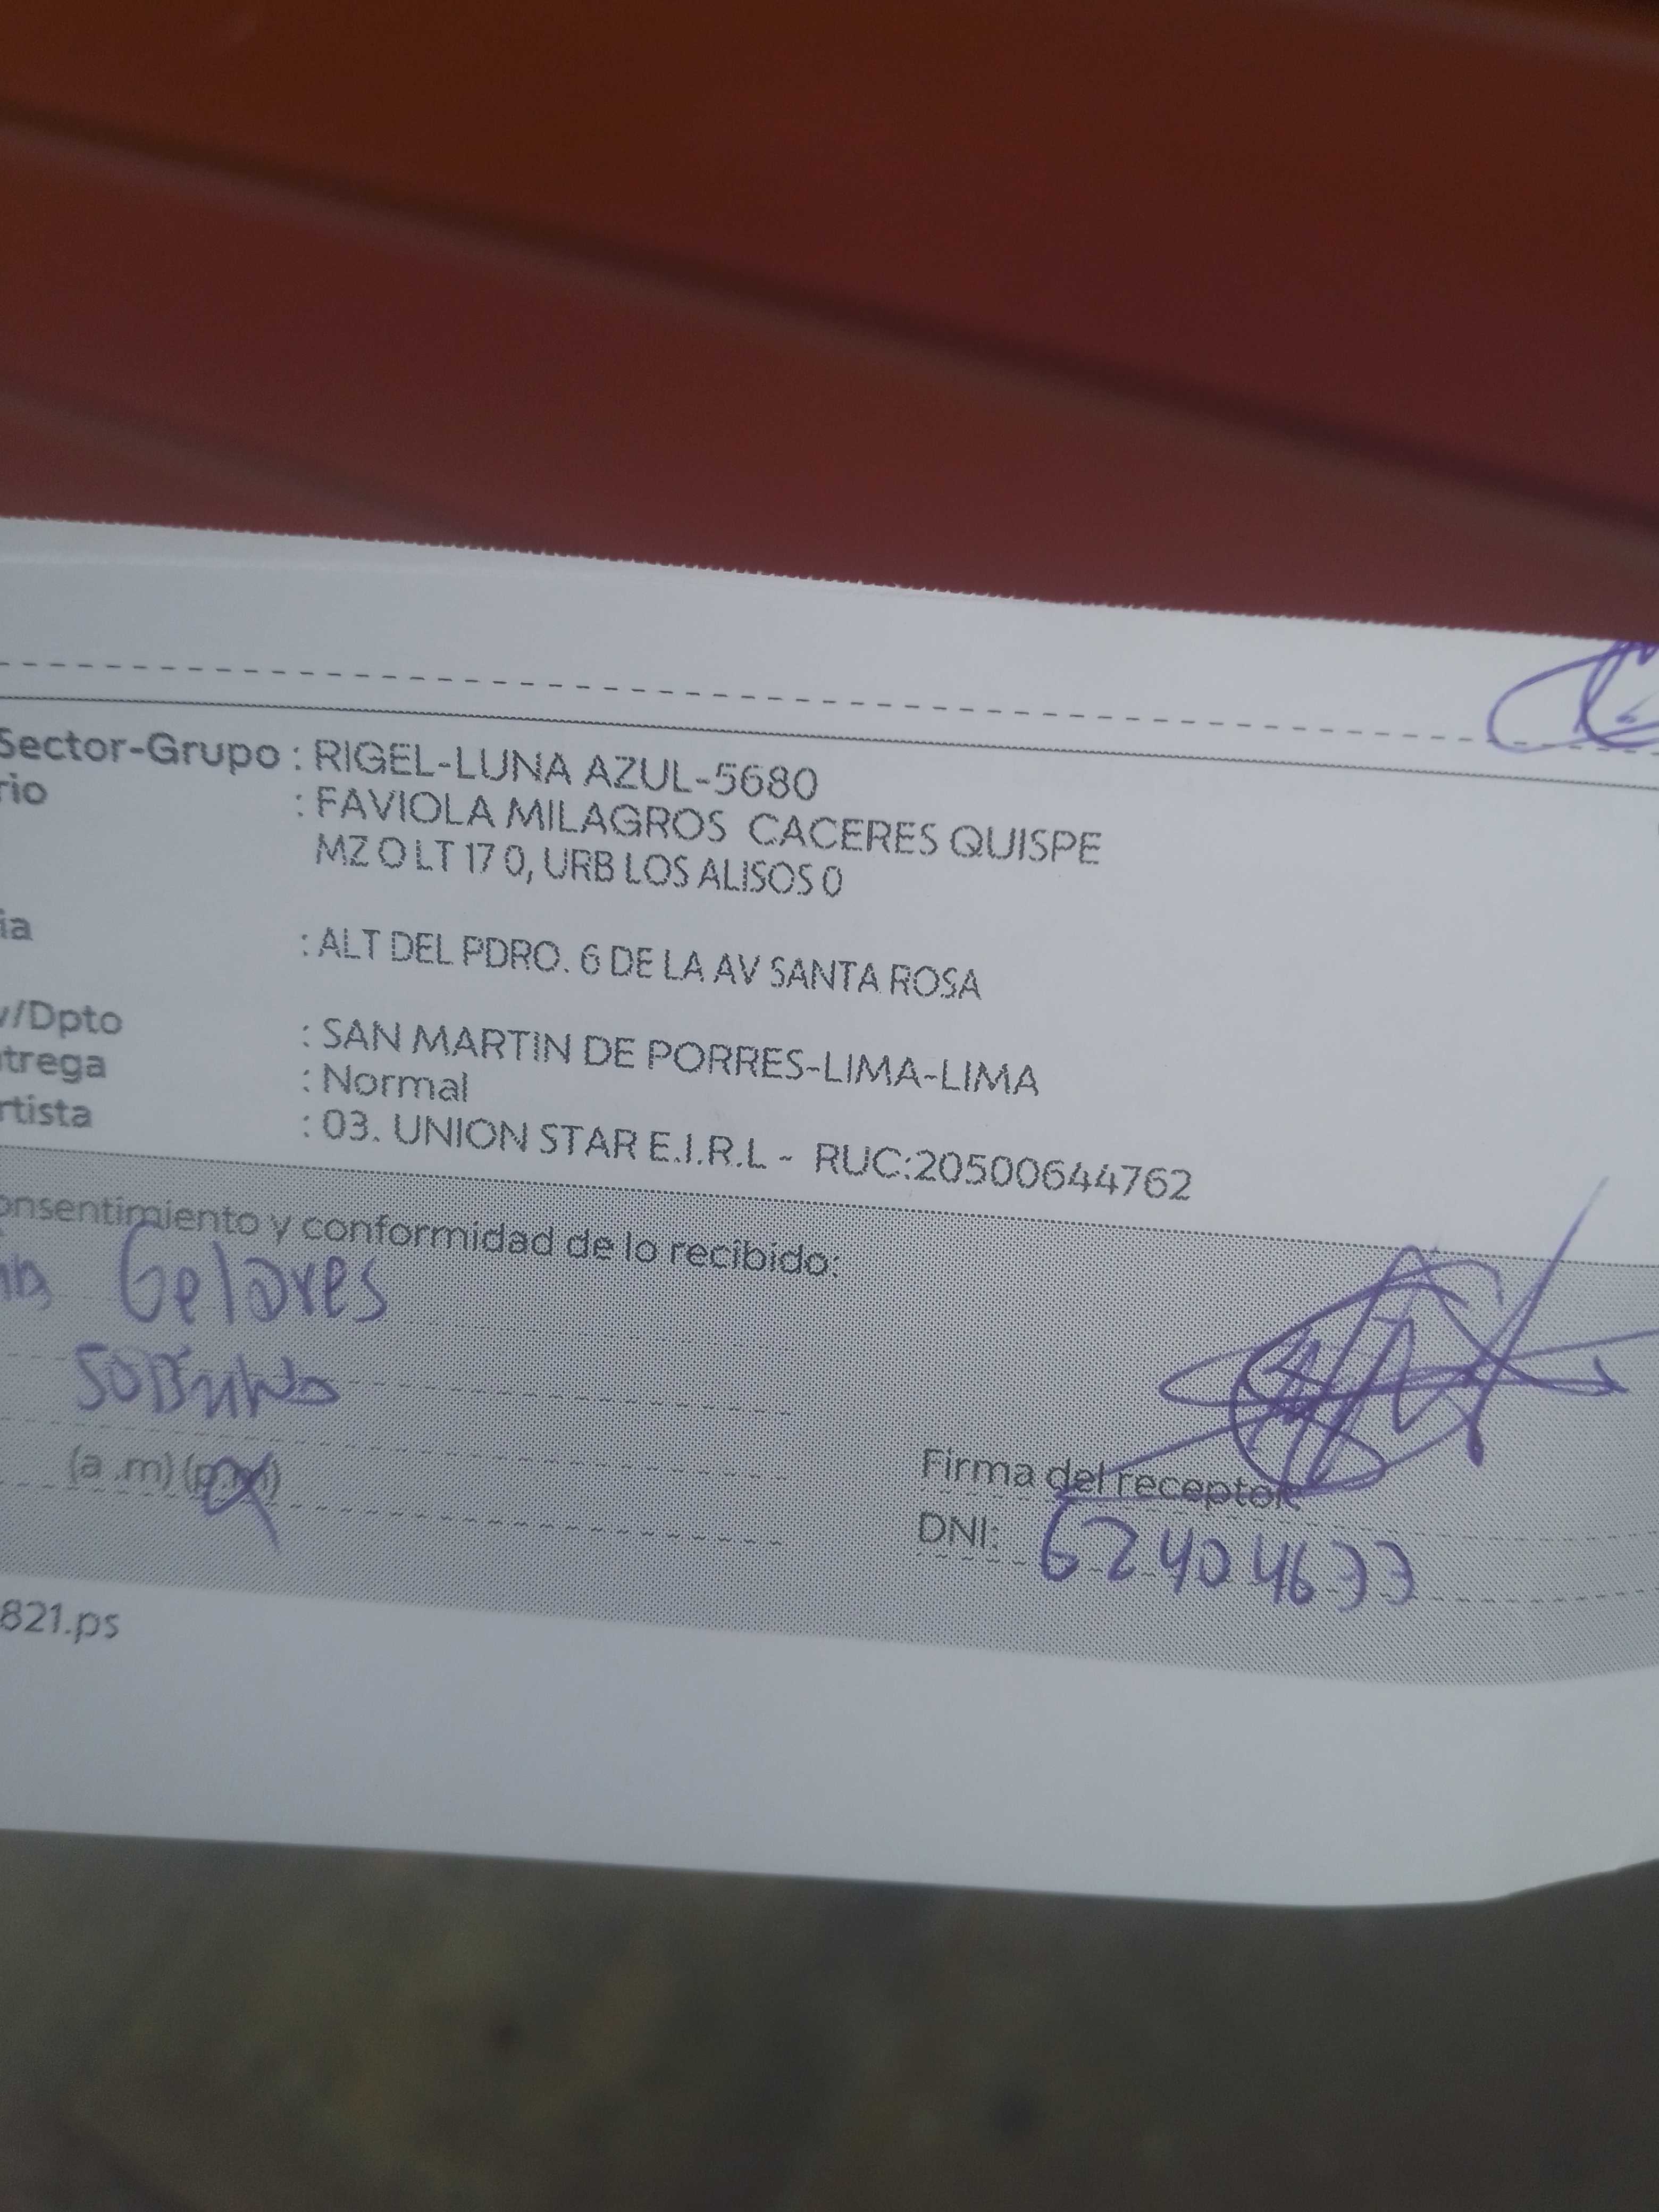 Sector-Grupo : RIGEL-LUNA AZUL-5680
rio : FAVIOLA MILAGROS CACERES QUISPE
MZ O LT 17 0, URB LOS ALISOS 0
ia : ALT DEL PDRO. 6 DE LA AV SANTA ROSA
v/Dpto : SAN MARTIN DE PORRES-LIMA-LIMA
trega : Normal
rtista : 03. UNION STAR E.I.R.L - RUC:20500644762
onsentimiento y conformidad de lo recibido:
Gelares
(a .m) (p.m)
Firma del receptor:
DNI: 62404633
821.ps